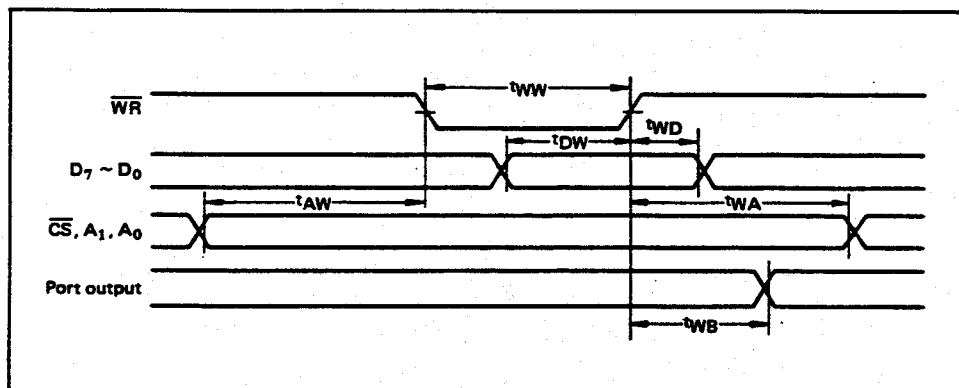 tWW
WR
tDW
tWD
D7 ~ D0
tAW
tWA
CS, A1, A0
Port output
tWB